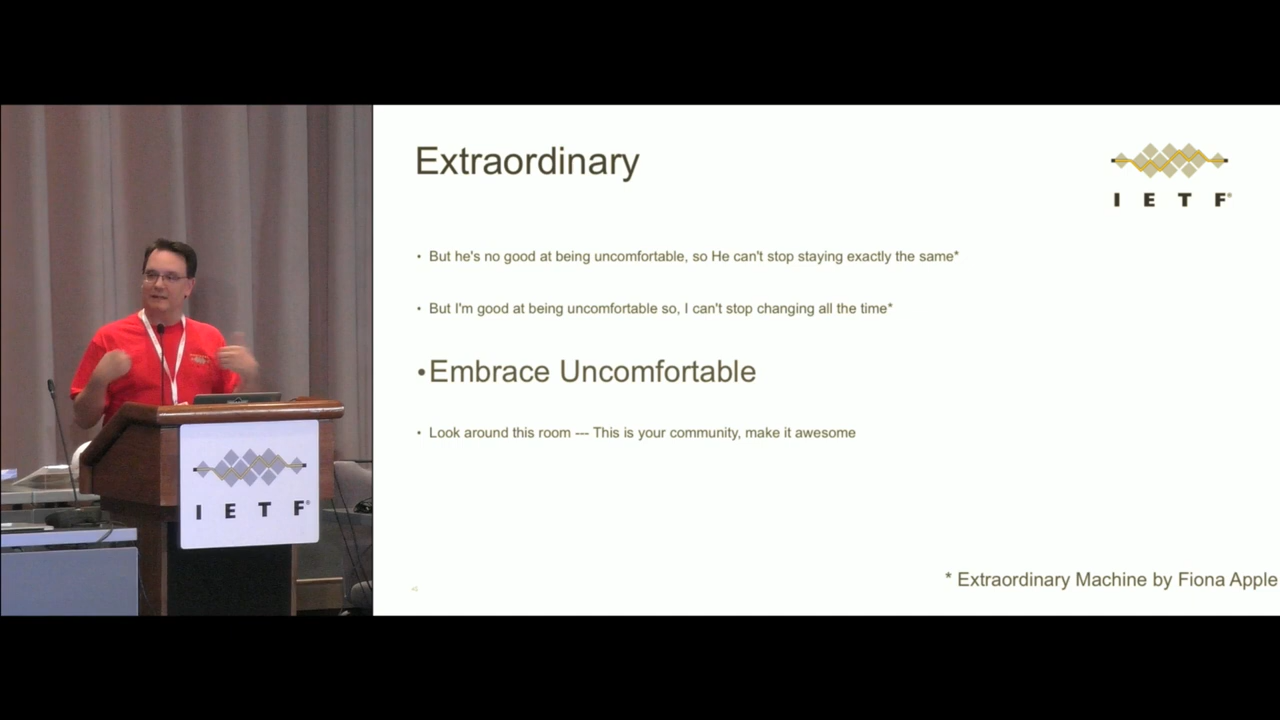 Extraordinary
I E T F®
• But he's no good at being uncomfortable, so He can't stop staying exactly the same*
• But I'm good at being uncomfortable so, I can't stop changing all the time*
•Embrace Uncomfortable
• Look around this room --- This is your community, make it awesome
* Extraordinary Machine by Fiona Apple
I E T F®